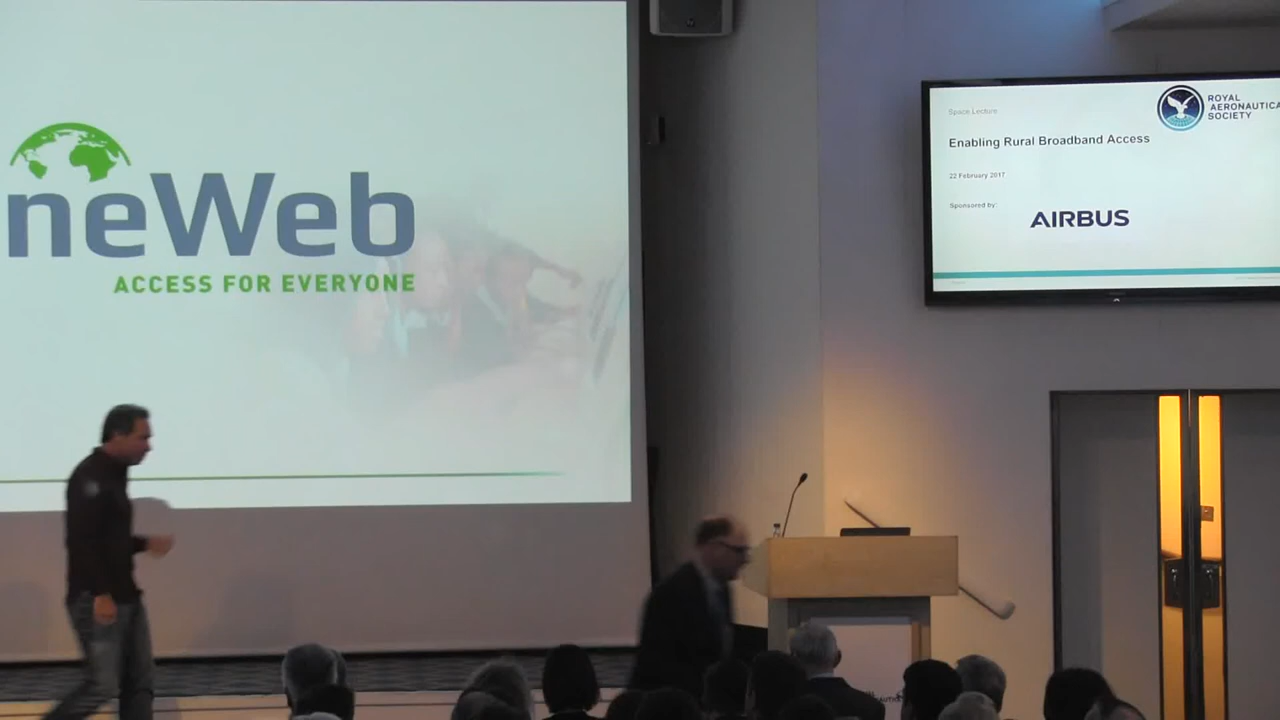 neWeb
ACCESS FOR EVERYONE
Space Lecture
ROYAL
AERONAUTICA
SOCIETY
Enabling Rural Broadband Access
22 February 2017
Sponsored by:
AIRBUS